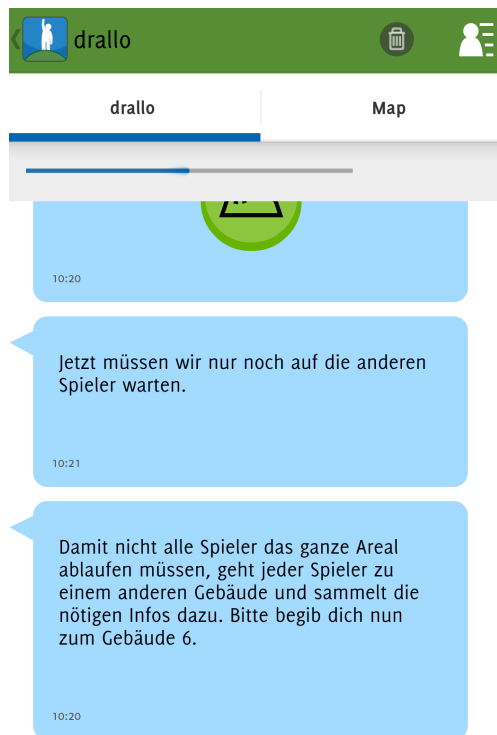 drallo
drallo
Map
10:20
Jetzt müssen wir nur noch auf die anderen
Spieler warten.
10:21
Damit nicht alle Spieler das ganze Areal
ablaufen müssen, geht jeder Spieler zu
einem anderen Gebäude und sammelt die
nötigen Infos dazu. Bitte begib dich nun
zum Gebäude 6.
10:20